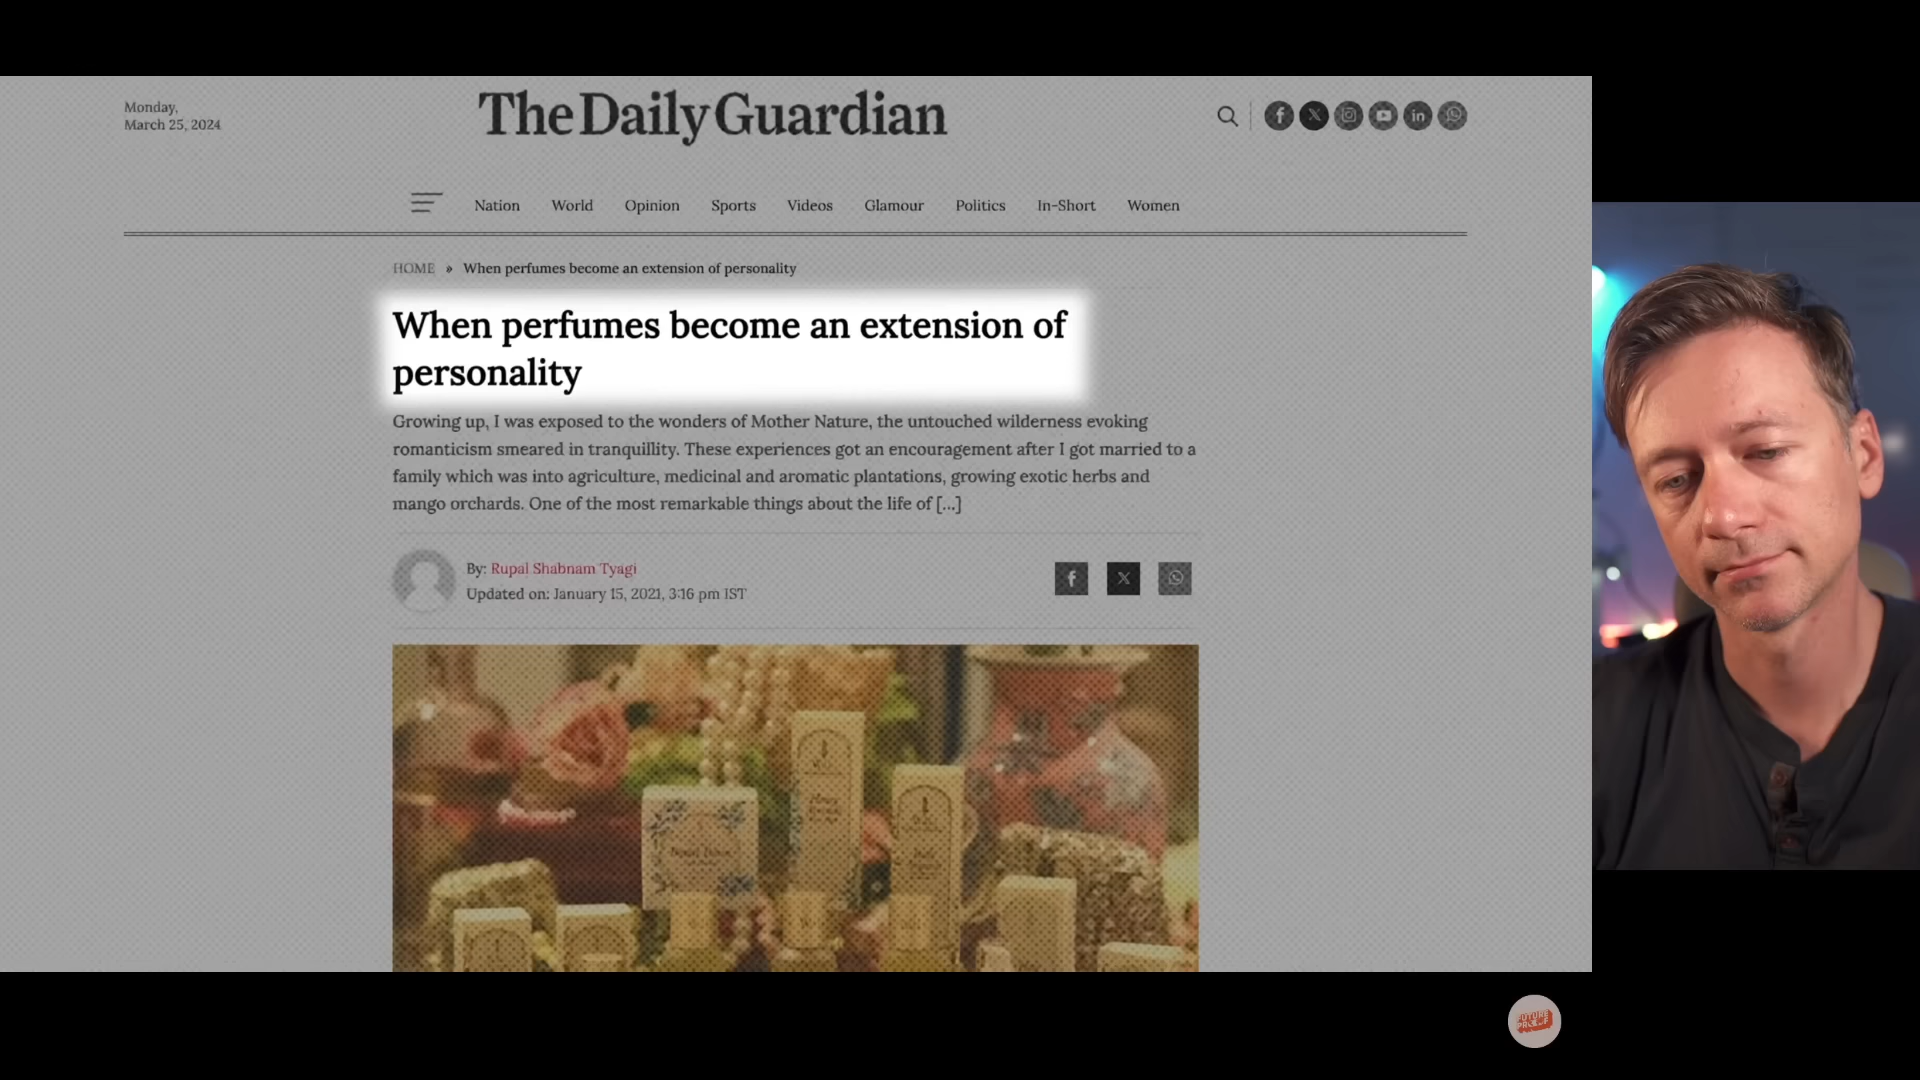 Monday,
March 25, 2024
The Daily Guardian
Nation World Opinion Sports Videos Glamour Politics In-Short Women
HOME » When perfumes become an extension of personality
When perfumes become an extension of
personality
Growing up, I was exposed to the wonders of Mother Nature, the untouched wilderness evoking
romanticism smeared in tranquillity. These experiences got an encouragement after I got married to a
family which was into agriculture, medicinal and aromatic plantations, growing exotic herbs and
mango orchards. One of the most remarkable things about the life of [...]
By: Rupal Shabnam Tyagi
Updated on: January 15, 2021, 3:16 pm IST
FUTURE
PROOF